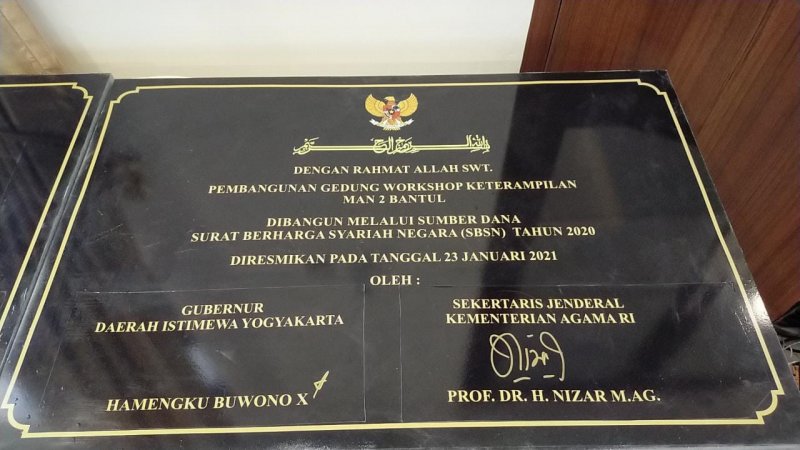 بسم الله الرحمن الرحيم
DENGAN RAHMAT ALLAH SWT.
PEMBANGUNAN GEDUNG WORKSHOP KETERAMPILAN
MAN 2 BANTUL
DIBANGUN MELALUI SUMBER DANA
SURAT BERHARGA SYARIAH NEGARA (SBSN) TAHUN 2020
DIRESMIKAN PADA TANGGAL 23 JANUARI 2021
OLEH :
GUBERNUR
DAERAH ISTIMEWA YOGYAKARTA
HAMENGKU BUWONO X
SEKERTARIS JENDERAL
KEMENTERIAN AGAMA RI
PROF. DR. H. NIZAR M.AG.